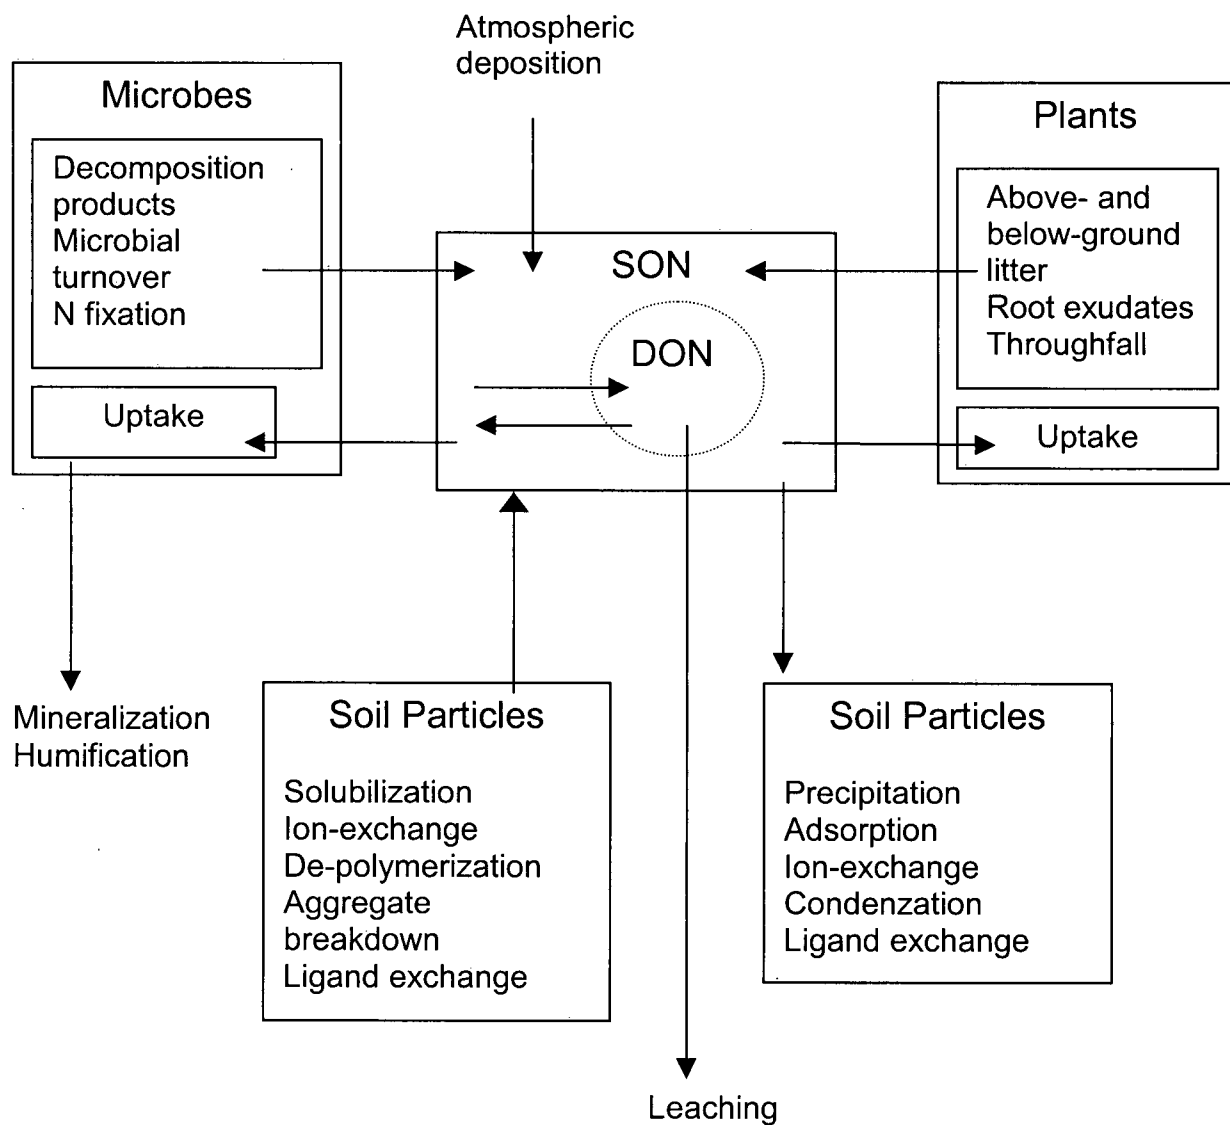 Atmospheric
deposition
Microbes
Decomposition
products
Microbial
turnover
N fixation
Uptake
SON
DON
Plants
Above- and
below-ground
litter
Root exudates
Throughfall
Uptake
Mineralization
Humification
Soil Particles
Solubilization
Ion-exchange
De-polymerization
Aggregate
breakdown
Ligand exchange
Soil Particles
Precipitation
Adsorption
Ion-exchange
Condenzation
Ligand exchange
Leaching